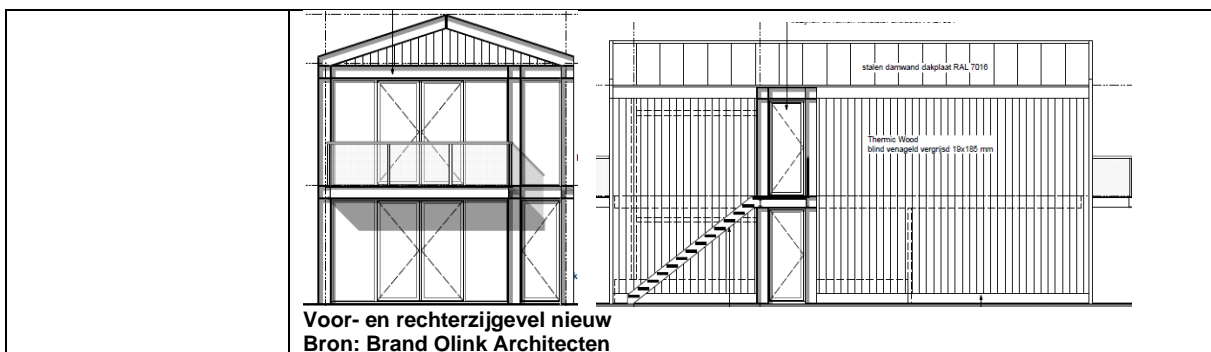 stalen damwand dakplaat RAL 7016
Thermic Wood
blind venageld vergrijsd 19x185 mm
Voor- en rechterzijgevel nieuw
Bron: Brand Olink Architecten